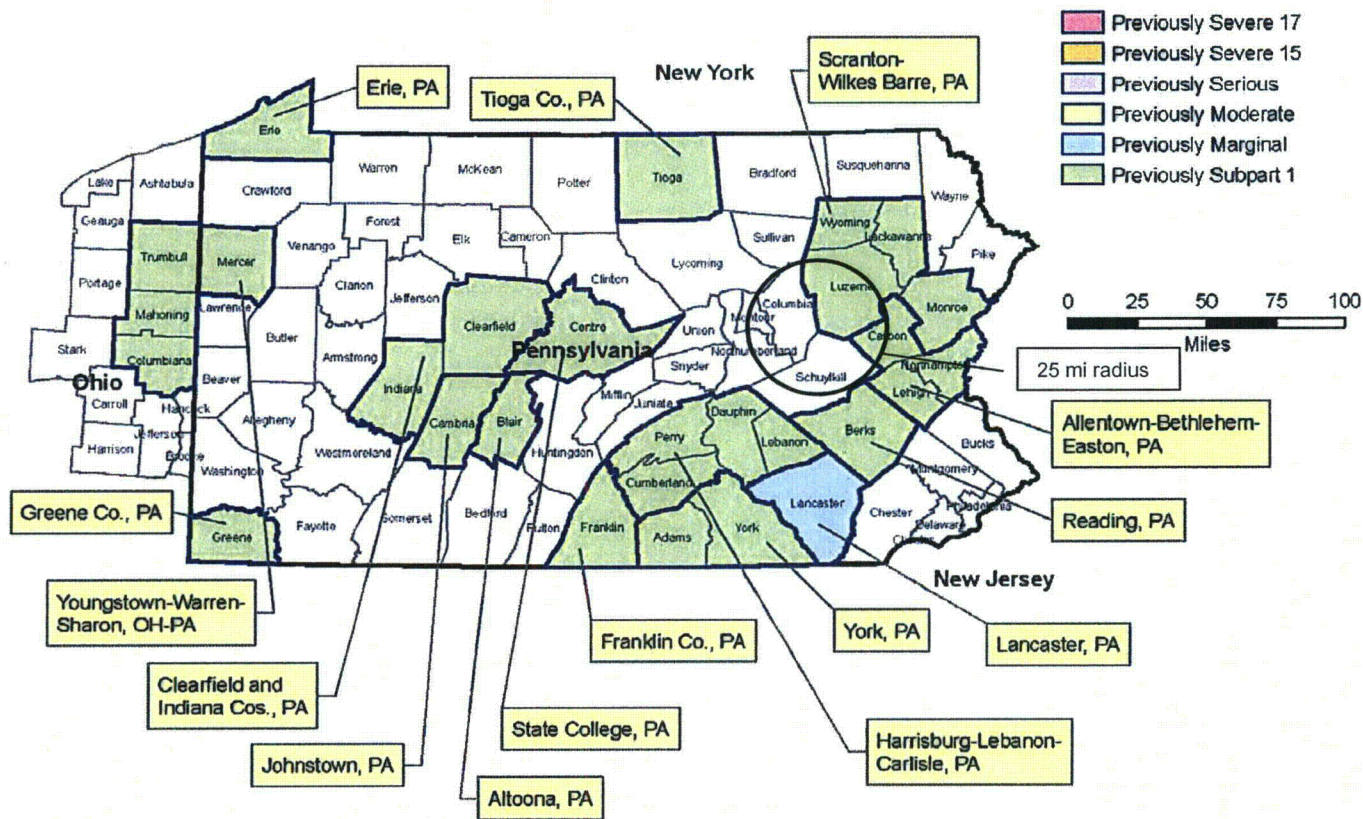 Previously Severe 17
Previously Severe 15
Previously Serious
Previously Moderate
Previously Marginal
Previously Subpart 1
New York
Scranton-
Wilkes Barre, PA
Erie, PA
Tioga Co., PA
Erie
Warren
McKean
Potter
Tioga
Bradford
Susquehanna
Wayne
Lake
Ashtabula
Crawford
Geauga
Forest
Elk
Cameron
Sullivan
Wyoming
Lackawanna
Pike
Trumbull
Mercer
Venango
Clarion
Jefferson
Clinton
Lycoming
Luzerne
Monroe
Portage
Mahoning
Lawrence
Butler
Armstrong
Clearfield
Centre
Union
Montour
Columbia
Carbon
Stark
Columbiana
Beaver
Indiana
Pennsylvania
Snyder
Northumberland
Schuylkill
Northampton
Lehigh
0 25 50 75 100
Miles
25 mi radius
Ohio
Carroll
Hancock
Allegheny
Cambria
Blair
Mifflin
Juniata
Dauphin
Perry
Lebanon
Berks
Bucks
Allentown-Bethlehem-
Easton, PA
Harrison
Jefferson
Brooke
Washington
Westmoreland
Huntingdon
Cumberland
Lancaster
Montgomery
Philadelphia
Chester
Delaware
Reading, PA
Greene Co., PA
Greene
Fayette
Somerset
Bedford
Fulton
Franklin
Adams
York
New Jersey
Youngstown-Warren-
Sharon, OH-PA
Franklin Co., PA
York, PA
Lancaster, PA
Clearfield and
Indiana Cos., PA
State College, PA
Harrisburg-Lebanon-
Carlisle, PA
Johnstown, PA
Altoona, PA